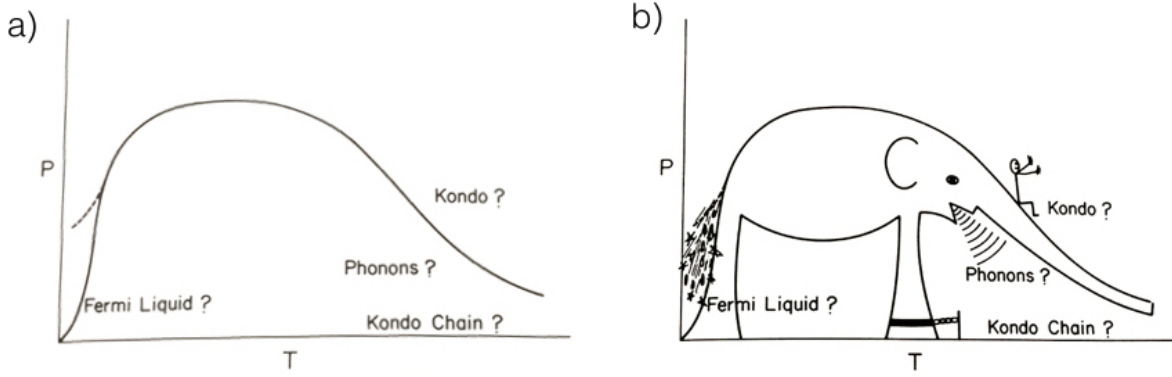 a)
P
Kondo ?
Phonons ?
Fermi Liquid ?
Kondo Chain ?
T
b)
P
Kondo ?
Phonons ?
Fermi Liquid ?
Kondo Chain ?
T